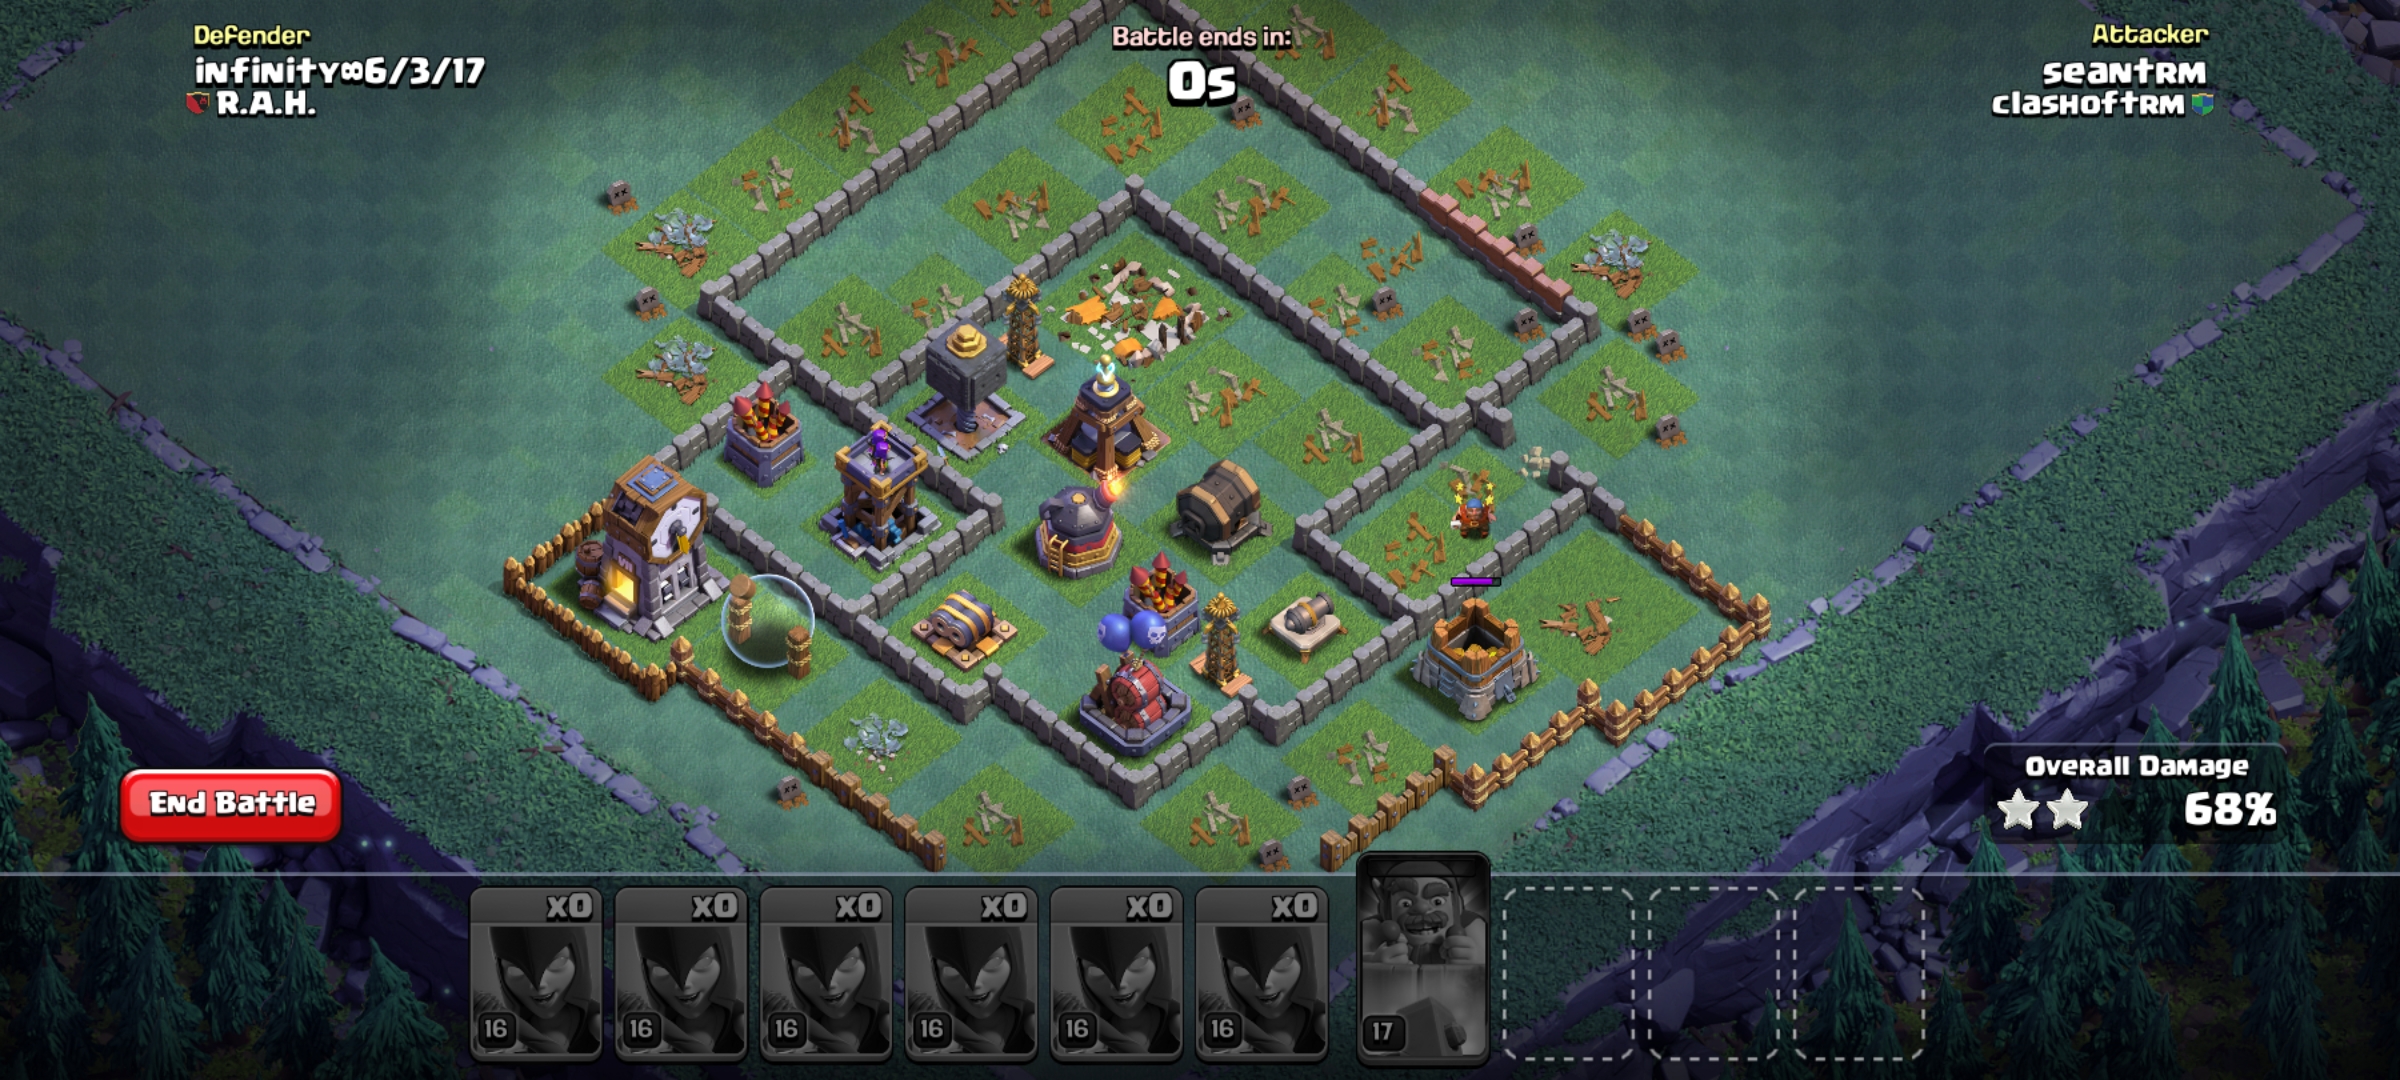 Defender
infinity∞6/3/17
R.A.H.
Battle ends in:
0s
Attacker
seantRM
clashoftRM
End Battle
Overall Damage
68%
x0
x0
x0
x0
x0
x0
16
16
16
16
16
16
17